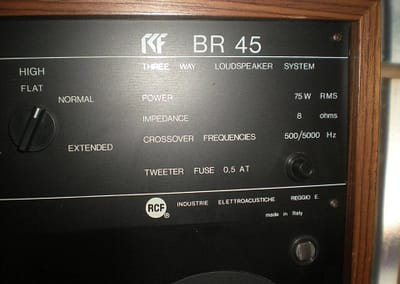 RCF BR 45
THREE WAY LOUDSPEAKER SYSTEM
HIGH
FLAT
NORMAL
EXTENDED
POWER 75 W RMS
IMPEDANCE 8 ohms
CROSSOVER FREQUENCIES 500/5000 Hz
TWEETER FUSE 0.5 AT
RCF ® INDUSTRIE ELETTROACUSTICHE REGGIO E.
made in Italy